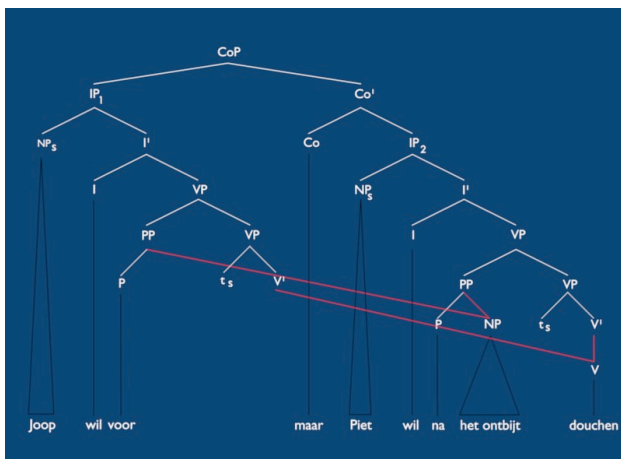 CoP
IP1 Co'
NPs I' Co IP2
I VP NPs I'
PP VP I VP
P ts V' PP VP
P NP ts V'
V
Joop wil voor maar Piet wil na het ontbijt douchen